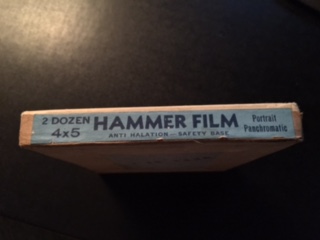 2 DOZEN
4x5
HAMMER FILM
ANTI HALATION - SAFETY BASE
Portrait
Panchromatic